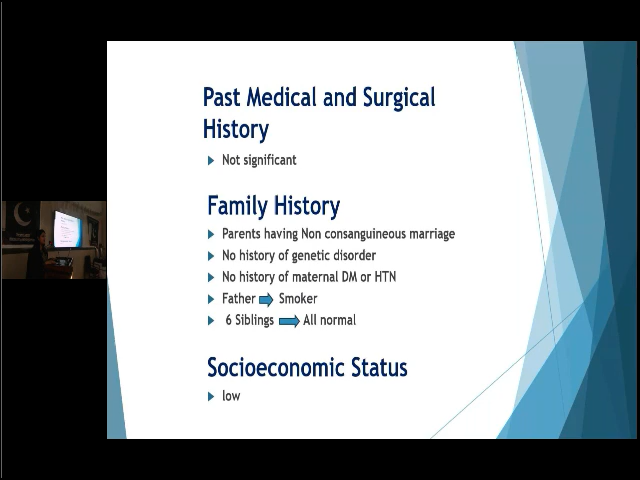 Past Medical and Surgical
History
Not significant
Family History
Parents having Non consanguineous marriage
No history of genetic disorder
No history of maternal DM or HTN
Father Smoker
6 Siblings All normal
Socioeconomic Status
low